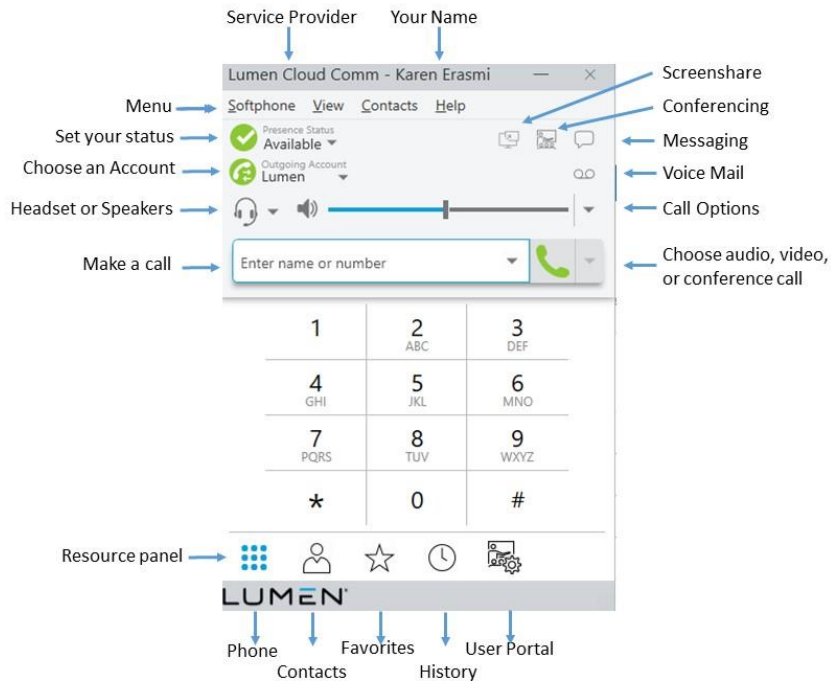 Service Provider
Your Name
Lumen Cloud Comm - Karen Erasmi
Screenshare
Menu
Softphone View Contacts Help
Conferencing
Set your status
Presence Status
Available
Messaging
Choose an Account
Outgoing Account
Lumen
Voice Mail
Headset or Speakers
Call Options
Make a call
Enter name or number
Choose audio, video,
or conference call
1
2
ABC
3
DEF
4
GHI
5
JKL
6
MNO
7
PQRS
8
TUV
9
WXYZ
*
0
#
Resource panel
LUMEN®
Phone
Contacts
Favorites
History
User Portal